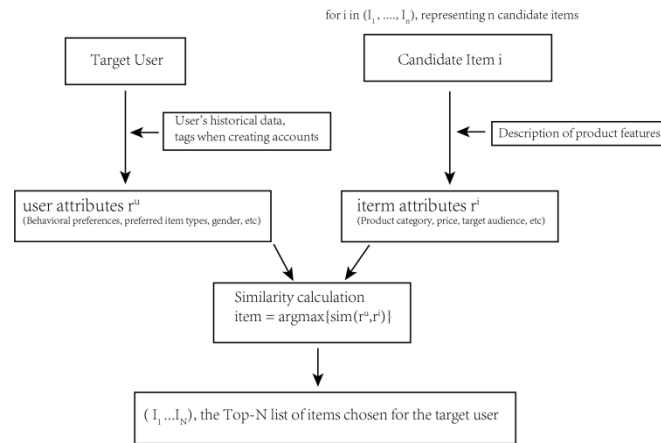 for i in (I₁ , ...., Iₙ), representing n candidate items
Target User
Candidate Item i
User's historical data,
tags when creating accounts
Description of product features
user attributes rᵘ
(Behavioral preferences, preferred item types, gender, etc)
iterm attributes rⁱ
(Product category, price, target audience, etc)
Similarity calculation
item = argmax{sim(rᵘ,rⁱ)}
( I₁ ...I_N), the Top-N list of items chosen for the target user